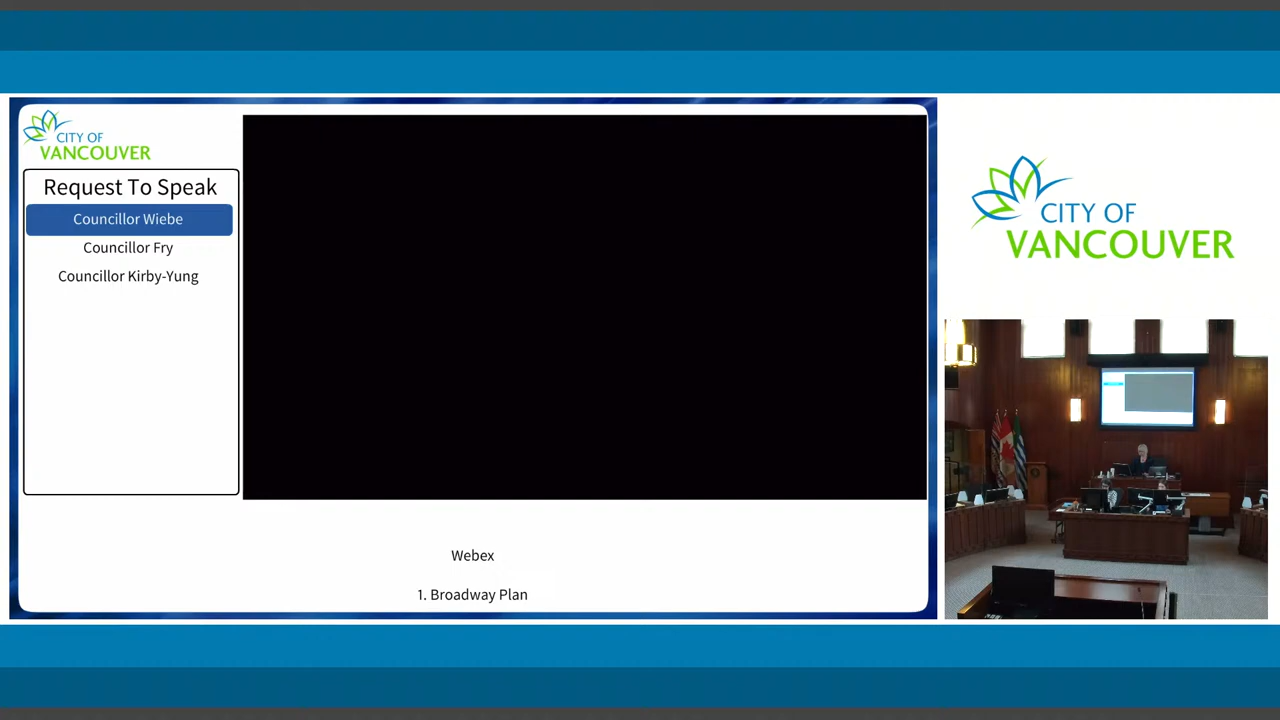 CITY OF
VANCOUVER
Request To Speak
Councillor Wiebe
Councillor Fry
Councillor Kirby-Yung
Webex
1. Broadway Plan
CITY OF
VANCOUVER